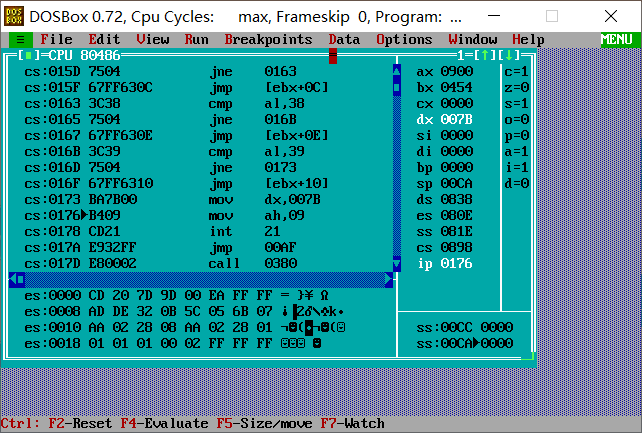 DOSBox 0.72, Cpu Cycles: max, Frameskip 0, Program: ...
DOS BOX
≡ File Edit View Run Breakpoints Data Options Window Help MENU
[■]=CPU 80486 1=[↑][↓]
cs:015D 7504 jne 0163 ax 0900 c=1
cs:015F 67FF630C jmp [ebx+0C] bx 0454 z=0
cs:0163 3C38 cmp al,38 cx 0000 s=1
cs:0165 7504 jne 016B dx 007B o=0
cs:0167 67FF630E jmp [ebx+0E] si 0000 p=0
cs:016B 3C39 cmp al,39 di 0000 a=1
cs:016D 7504 jne 0173 bp 0000 i=1
cs:016F 67FF6310 jmp [ebx+10] sp 00CA d=0
cs:0173 BA7B00 mov dx,007B ds 0838
cs:0176►B409 mov ah,09 es 080E
cs:0178 CD21 int 21 ss 081E
cs:017A E932FF jmp 00AF cs 0898
cs:017D E80002 call 0380 ip 0176
es:0000 CD 20 7D 9D 00 EA FF FF = }¥ Ω
es:0008 AD DE 32 0B 5C 05 6B 07 ¡▐2♂\♣k•
es:0010 AA 02 28 08 AA 02 28 01 ¬☻(◘¬☻(☺ ss:00CC 0000
es:0018 01 01 01 00 02 FF FF FF ☺☺☺ ☻ ss:00CA►0000
Ctrl: F2-Reset F4-Evaluate F5-Size/move F7-Watch